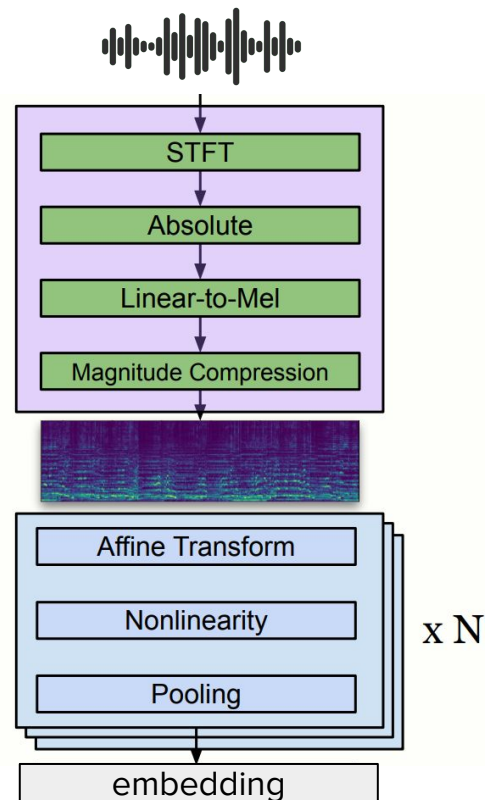 STFT
Absolute
Linear-to-Mel
Magnitude Compression
Affine Transform
Nonlinearity
x N
Pooling
embedding